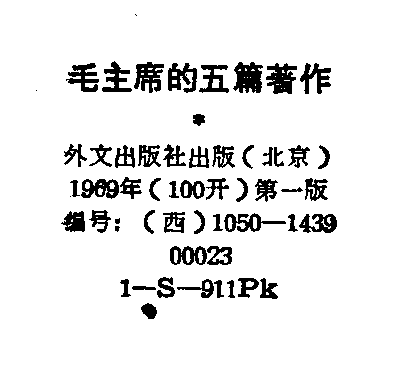 毛主席的五篇著作
*
外文出版社出版（北京）
1969年（100开）第一版
编号：（西）1050—1439
00023
1—S—911Pk